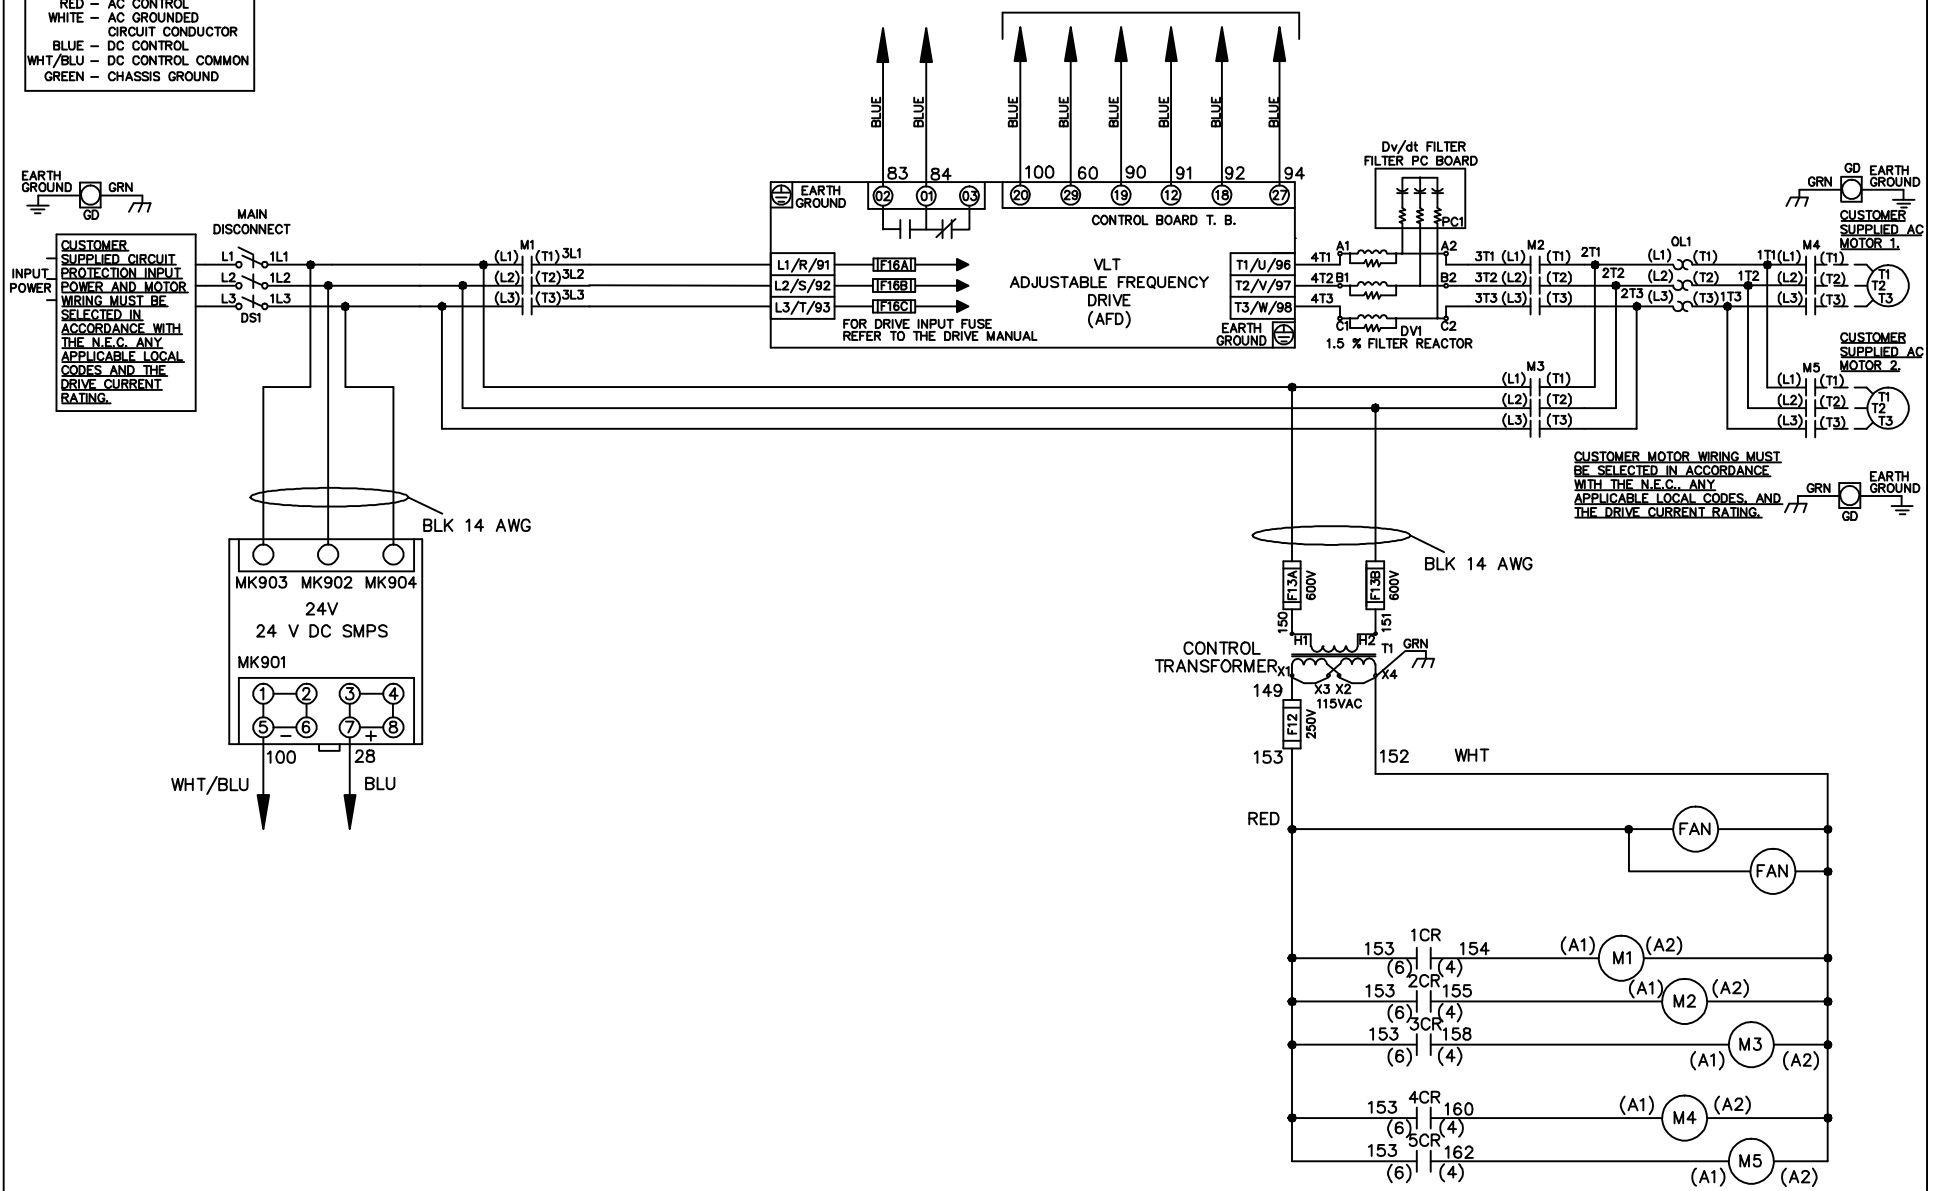 RED – AC CONTROL
WHITE – AC GROUNDED
CIRCUIT CONDUCTOR
BLUE – DC CONTROL
WHT/BLU – DC CONTROL COMMON
GREEN – CHASSIS GROUND
BLUE BLUE BLUE BLUE BLUE BLUE BLUE BLUE
83 84 100 60 90 91 92 94
EARTH
GROUND
GRN
GD
MAIN
DISCONNECT
CUSTOMER
SUPPLIED CIRCUIT
PROTECTION INPUT
POWER AND MOTOR
WIRING MUST BE
SELECTED IN
ACCORDANCE WITH
THE N.E.C. ANY
APPLICABLE LOCAL
CODES AND THE
DRIVE CURRENT
RATING.
INPUT
POWER
L1 1L1
L2 1L2
L3 1L3
DS1
M1
(L1) (T1) 3L1
(L2) (T2) 3L2
(L3) (T3) 3L3
EARTH
GROUND
02 01 03
20 29 19 12 18 27
CONTROL BOARD T. B.
L1/R/91 F16A
L2/S/92 F16B
L3/T/93 F16C
FOR DRIVE INPUT FUSE
REFER TO THE DRIVE MANUAL
VLT
ADJUSTABLE FREQUENCY
DRIVE
(AFD)
T1/U/96
T2/V/97
T3/W/98
EARTH
GROUND
Dv/dt FILTER
FILTER PC BOARD
PC1
4T1 A1 A2
4T2 B1 B2
4T3 C1 C2
DV1
1.5 % FILTER REACTOR
M2
3T1 (L1) (T1) 2T1
3T2 (L2) (T2) 2T2
3T3 (L3) (T3) 2T3
OL1
(L1) (T1) 1T1
(L2) (T2) 1T2
(L3) (T3) 1T3
M4
(L1) (T1)
(L2) (T2)
(L3) (T3)
T1
T2
T3
GD EARTH
GRN GROUND
CUSTOMER
SUPPLIED AC
MOTOR 1.
M3
(L1) (T1)
(L2) (T2)
(L3) (T3)
CUSTOMER
SUPPLIED AC
MOTOR 2.
M5
(L1) (T1)
(L2) (T2)
(L3) (T3)
T1
T2
T3
CUSTOMER MOTOR WIRING MUST
BE SELECTED IN ACCORDANCE
WITH THE N.E.C., ANY
APPLICABLE LOCAL CODES, AND
THE DRIVE CURRENT RATING.
GRN EARTH
GROUND
GD
BLK 14 AWG
MK903 MK902 MK904
24V
24 V DC SMPS
MK901
1 2 3 4
5 6 7 8
– +
100 28
WHT/BLU BLU
BLK 14 AWG
F13A 600V F13B 600V
150 151
H1 H2
CONTROL
TRANSFORMER
T1 GRN
X1 X3 X2 X4
115VAC
149
F12 250V
153 152 WHT
RED
FAN
FAN
1CR
153 154 (A1) M1 (A2)
(6) (4)
2CR
153 155 (A1) M2 (A2)
(6) (4)
3CR
153 158 M3
(6) (4) (A1) (A2)
4CR
153 160 (A1) M4 (A2)
(6) (4)
5CR
153 162 M5
(6) (4) (A1) (A2)